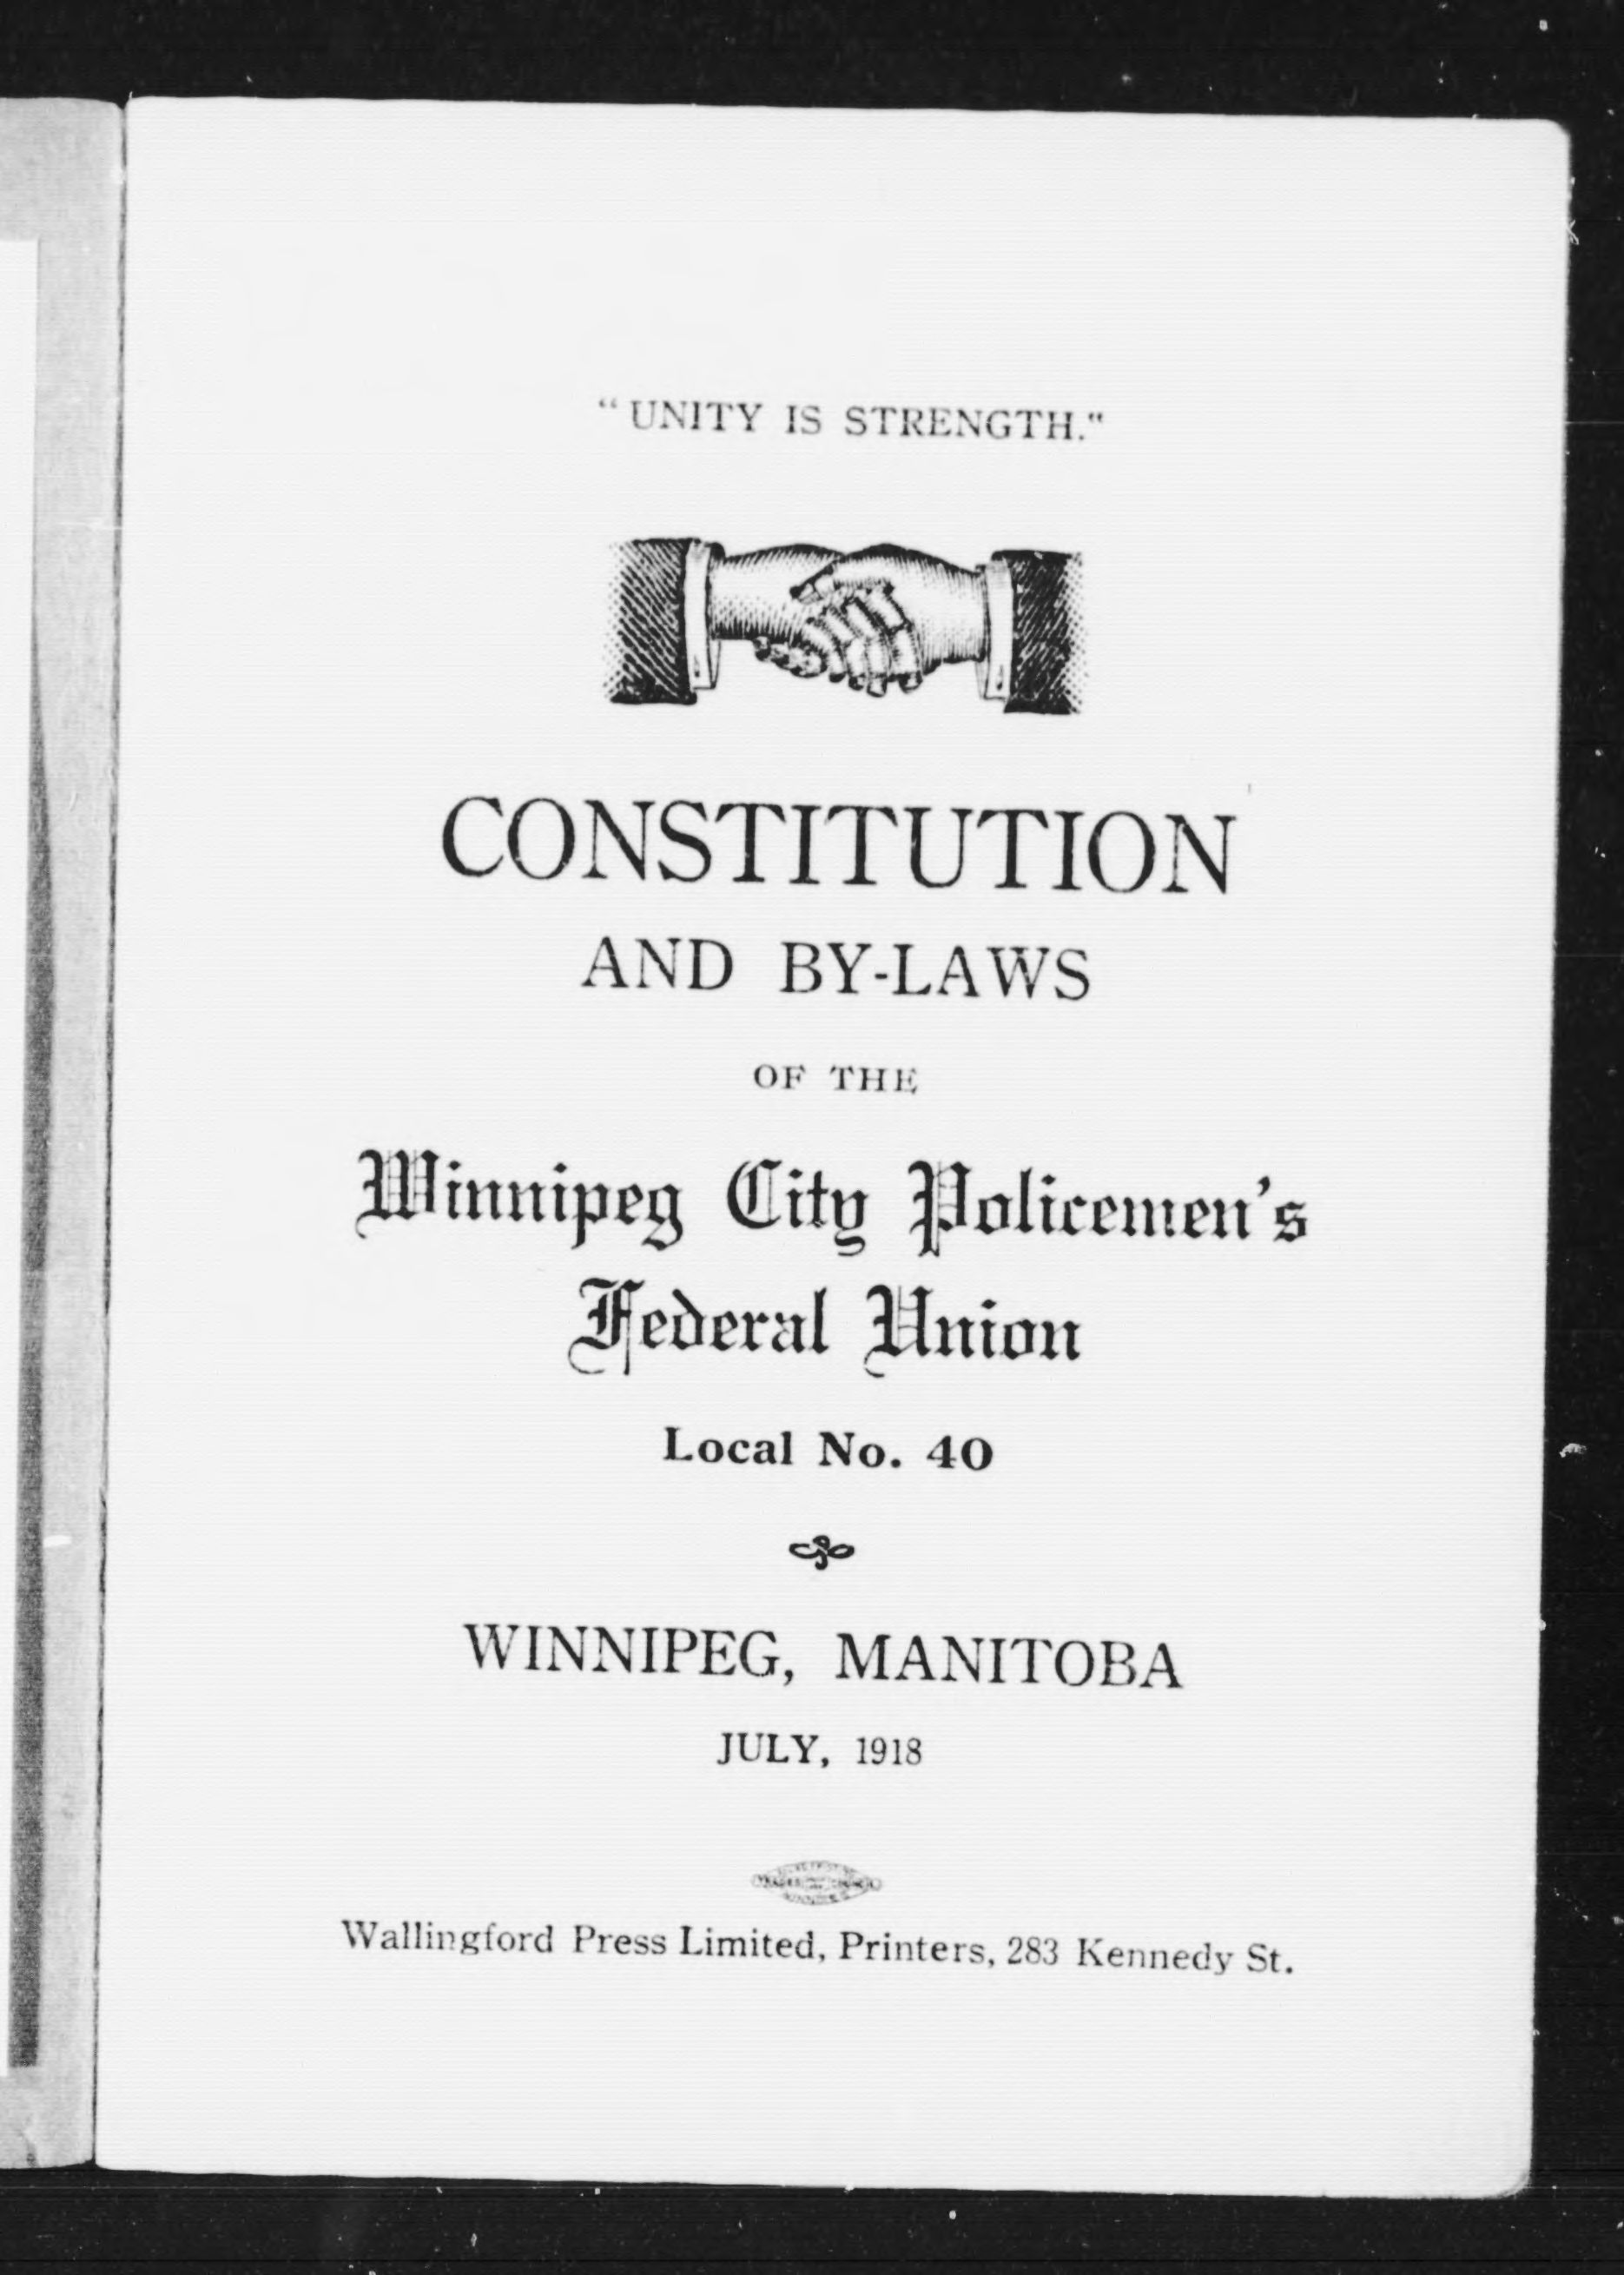 “UNITY IS STRENGTH."
CONSTITUTION
AND BY-LAWS
OF THE
Winnipeg City Policemen's
Federal Union
Local No. 40
WINNIPEG, MANITOBA
JULY, 1918
Wallingford Press Limited, Printers, 283 Kennedy St.